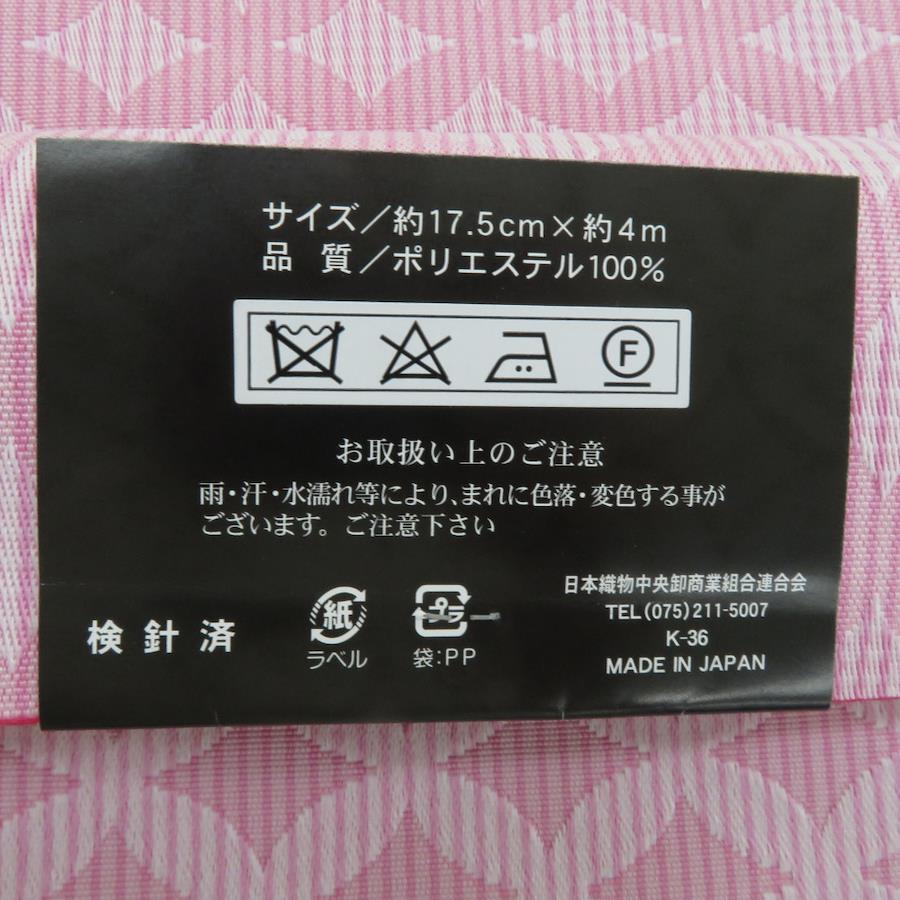 サイズ／約17.5cm×約4m
品 質／ポリエステル100%
F
お取扱い上のご注意
雨・汗・水濡れ等により、まれに色落・変色する事が
ございます。ご注意下さい
検針済
紙
ラベル
プラ
袋:PP
日本織物中央卸商業組合連合会
TEL(075)211-5007
K-36
MADE IN JAPAN